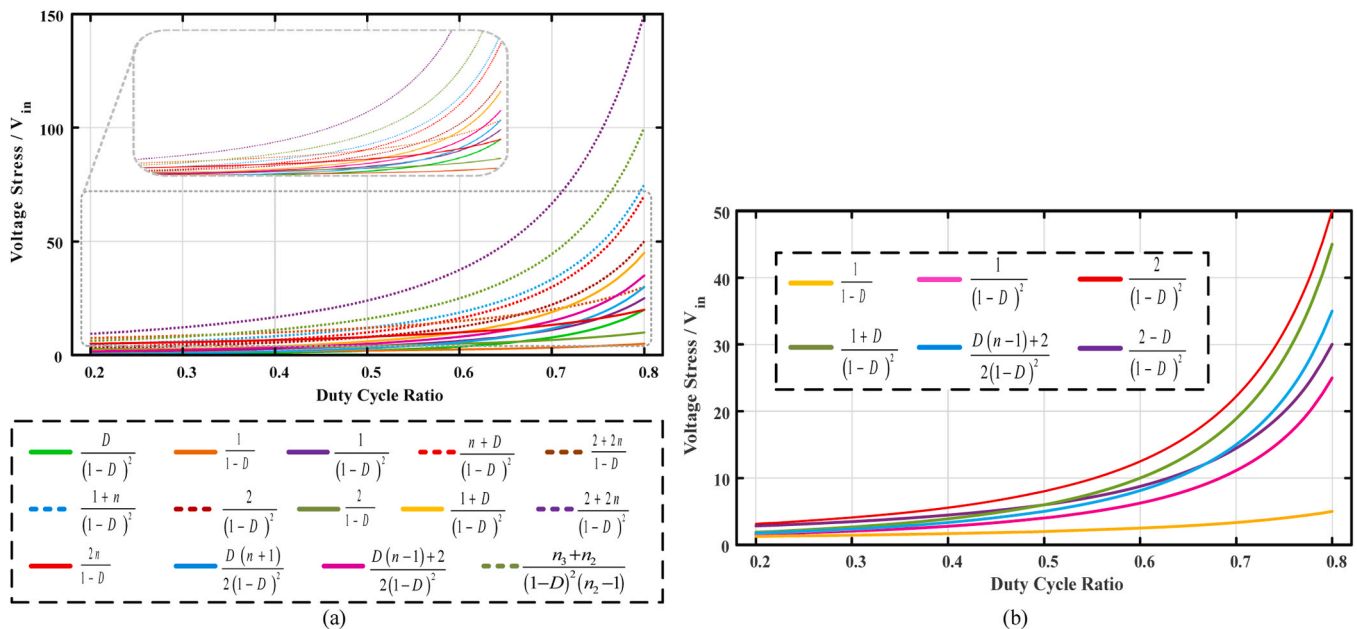 150
100
50
0
Voltage Stress / V_in
0.2 0.3 0.4 0.5 0.6 0.7 0.8
Duty Cycle Ratio
D/(1-D)^2 1/(1-D) 1/(1-D)^2 (n+D)/(1-D)^2 (2+2n)/(1-D)
(1+n)/(1-D)^2 2/(1-D)^2 2/(1-D) (1+D)/(1-D)^2 (2+2n)/(1-D)^2
2n/(1-D) D(n+1)/2(1-D)^2 (D(n-1)+2)/2(1-D)^2 (n_3+n_2)/(1-D)^2(n_2-1)
(a)
50
40
30
20
10
0
Voltage Stress / V_in
1/(1-D) 1/(1-D)^2 2/(1-D)^2
(1+D)/(1-D)^2 (D(n-1)+2)/2(1-D)^2 (2-D)/(1-D)^2
0.2 0.3 0.4 0.5 0.6 0.7 0.8
Duty Cycle Ratio
(b)